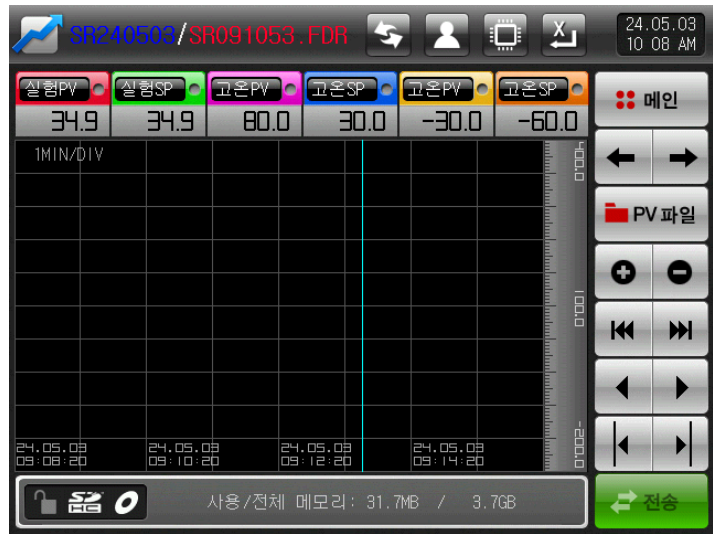 SR240503/SR091053.FDR
24.05.03
10 08 AM
실험PV 실험SP 고온PV 고온SP 고온PV 고온SP
34.9 34.9 80.0 30.0 -30.0 -60.0
메인
1MIN/DIV
400.0
PV 파일
100.0
-200.0
24.05.03 24.05.03 24.05.03 24.05.03
09:08:20 09:10:20 09:12:20 09:14:20
SD HC 사용/전체 메모리: 31.7MB / 3.7GB
전송